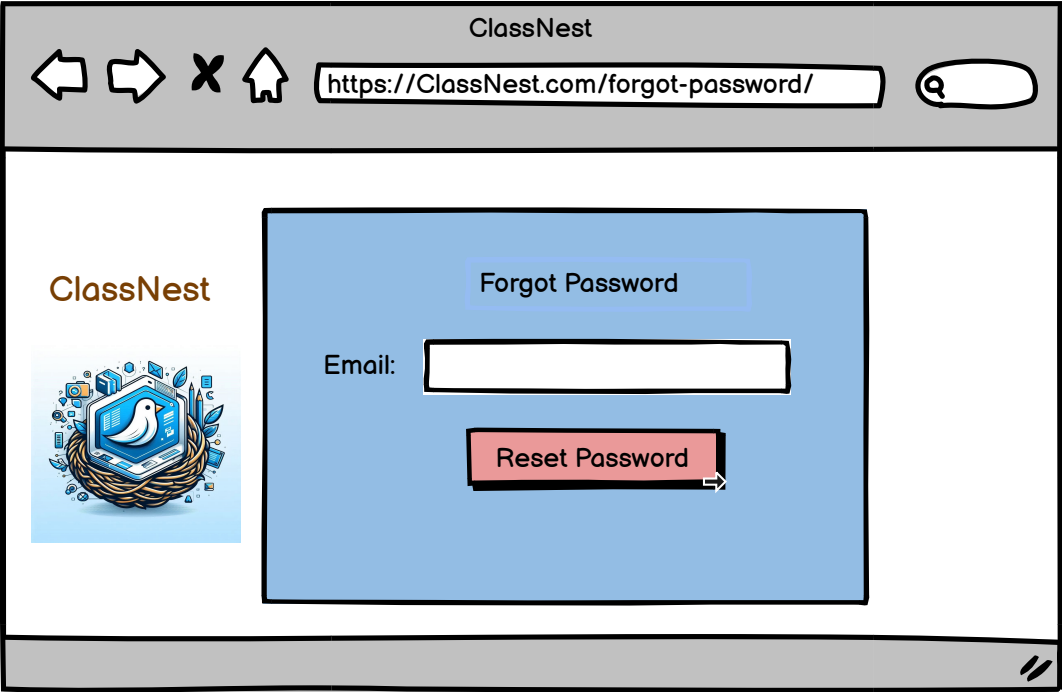 ClassNest
https://ClassNest.com/forgot-password/
ClassNest
Forgot Password
Email:
Reset Password